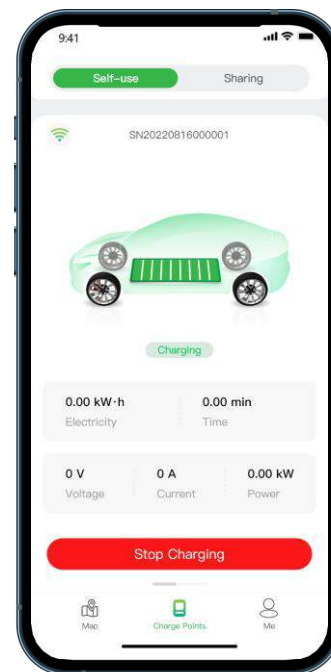 9:41
Self-use Sharing
SN20220816000001
Charging
0.00 kW·h 0.00 min
Electricity Time
0 V 0 A 0.00 kW
Voltage Current Power
Stop Charging
Map Charge Points Me